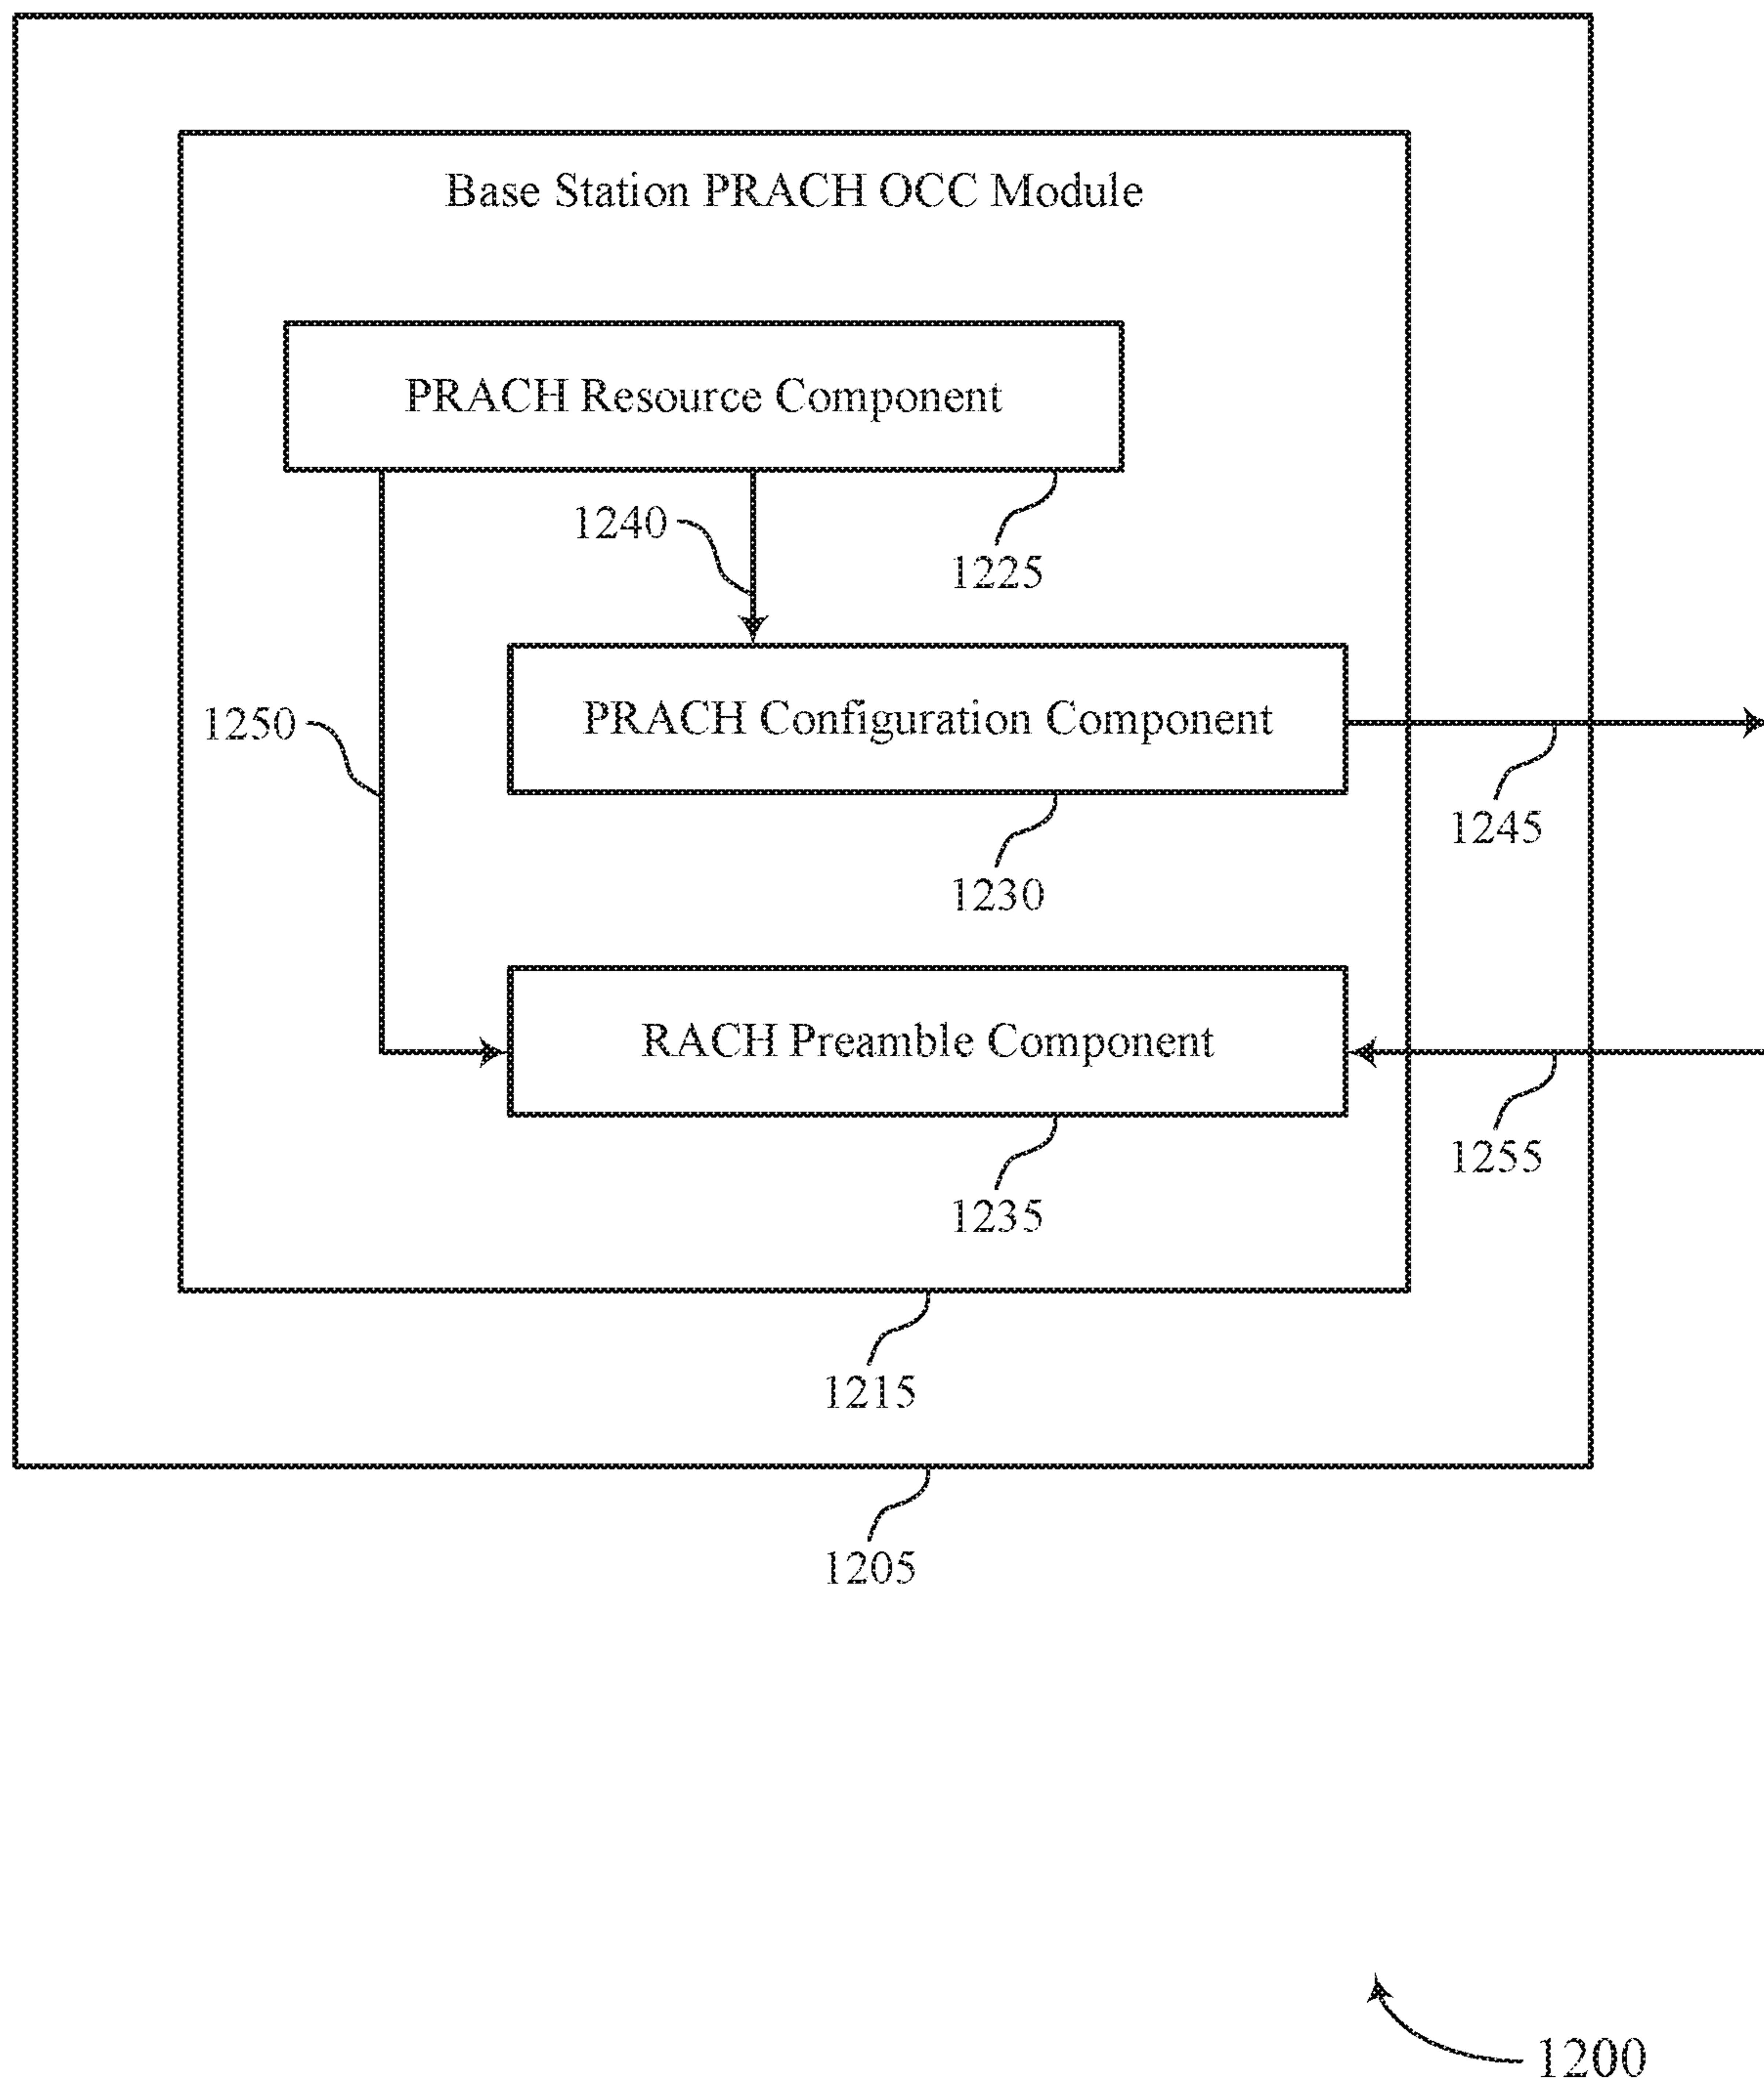 Base Station PRACH OCC Module
PRACH Resource Component
1240
1225
PRACH Configuration Component
1250
1245
1230
RACH Preamble Component
1255
1235
1215
1205
1200